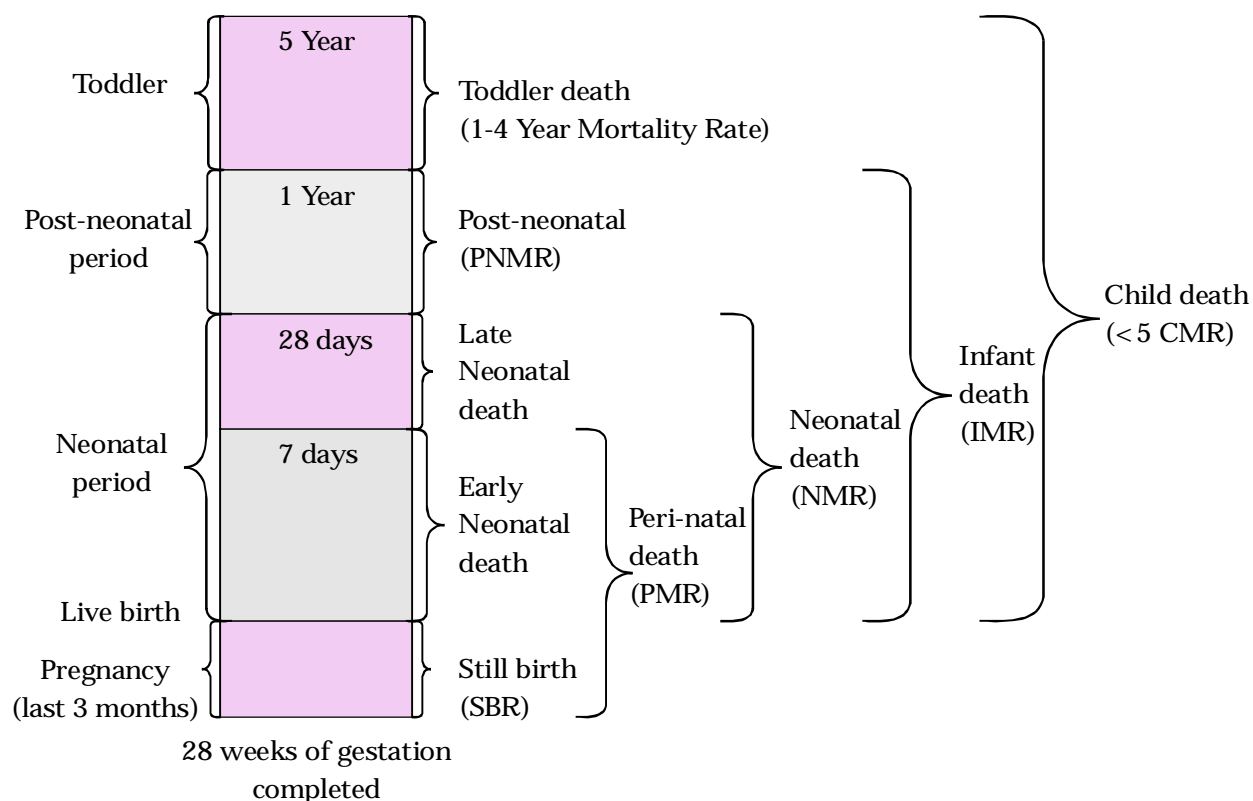 5 Year
Toddler
Toddler death
(1-4 Year Mortality Rate)
1 Year
Post-neonatal
period
Post-neonatal
(PNMR)
Child death
(< 5 CMR)
28 days
Late
Neonatal
death
Infant
death
(IMR)
Neonatal
death
(NMR)
Neonatal
period
7 days
Early
Neonatal
death
Peri-natal
death
(PMR)
Live birth
Pregnancy
(last 3 months)
Still birth
(SBR)
28 weeks of gestation
completed